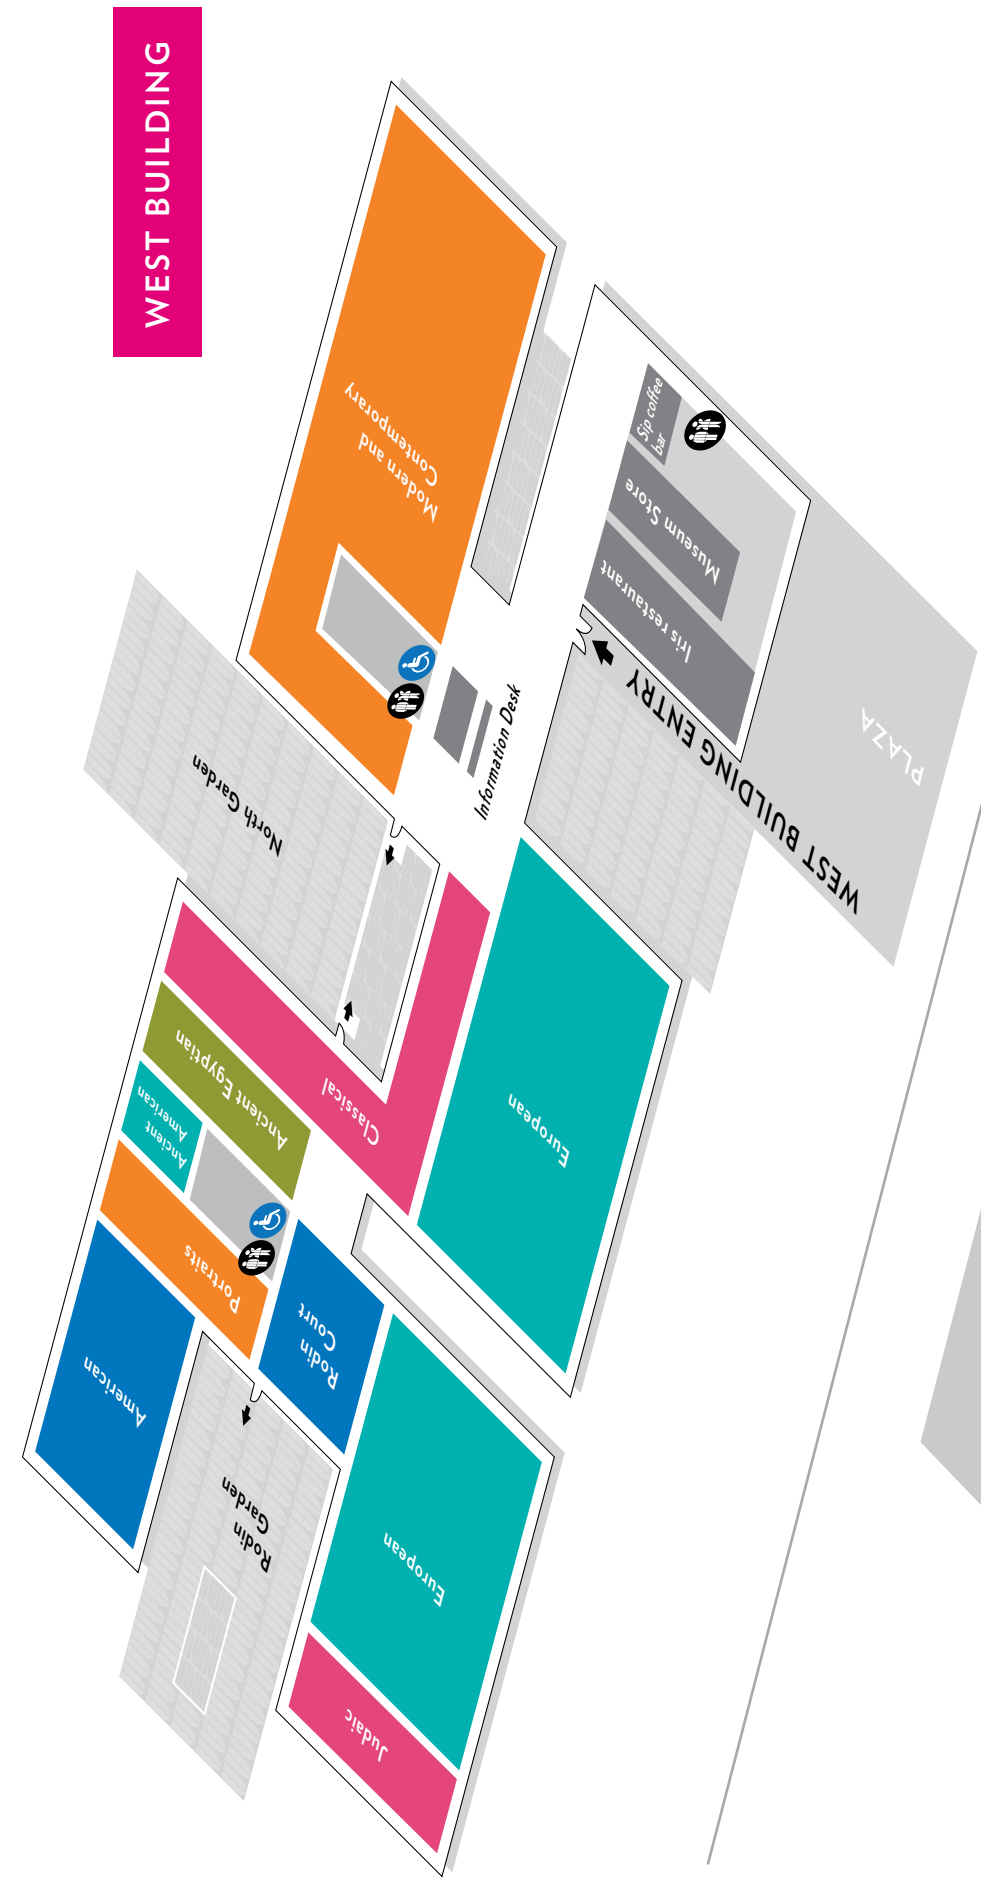 WEST BUILDING
Modern and
Contemporary
Sip coffee
bar
Museum Store
Iris restaurant
Information Desk
WEST BUILDING ENTRY
PLAZA
North Garden
Classical
European
Ancient Egyptian
Ancient
American
Portraits
American
Rodin
Court
Rodin
Garden
European
Judaic